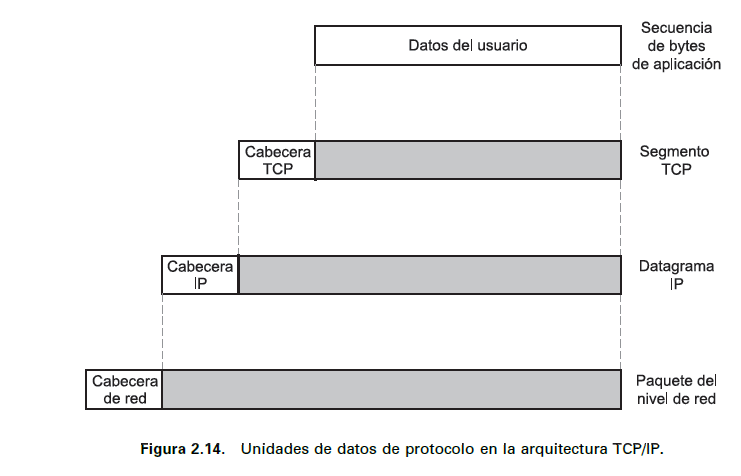 Datos del usuario
Secuencia
de bytes
de aplicación
Cabecera
TCP
Segmento
TCP
Cabecera
IP
Datagrama
IP
Cabecera
de red
Paquete del
nivel de red
Figura 2.14. Unidades de datos de protocolo en la arquitectura TCP/IP.